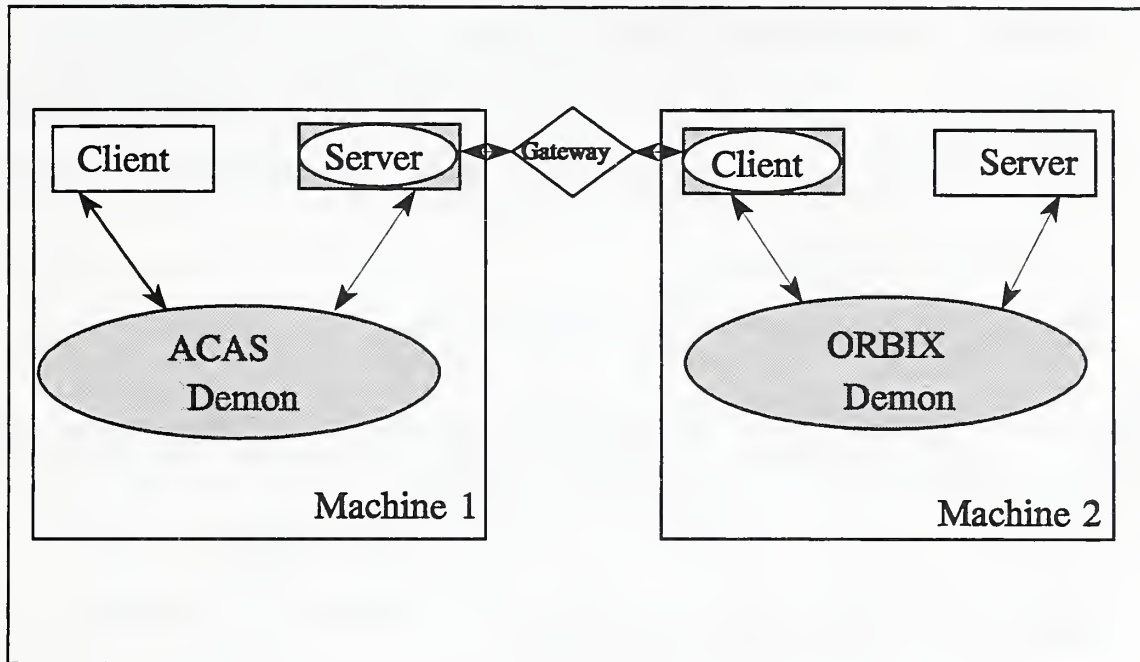 Client
Server
Gateway
Client
Server
ACAS
Demon
ORBIX
Demon
Machine 1
Machine 2